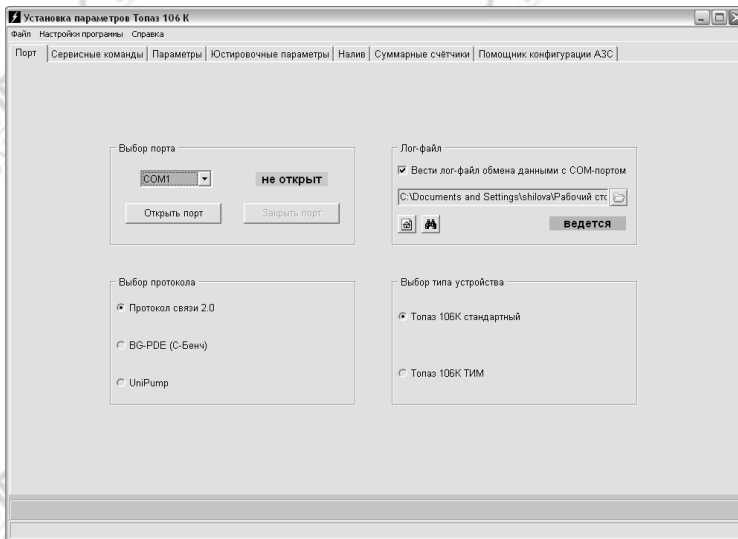 Установка параметров Топаз 106 К
Файл Настройки программы Справка
Порт Сервисные команды Параметры Юстировочные параметры Налив Суммарные счётчики Помощник конфигурации АЗС
Выбор порта
COM1 не открыт
Открыть порт Закрыть порт
Лог-файл
Вести лог-файл обмена данными с COM-портом
C:\Documents and Settings\shilova\Рабочий стс
ведется
Выбор протокола
Протокол связи 2.0
BG-PDE (С-Бенч)
UniPump
Выбор типа устройства
Топаз 106К стандартный
Топаз 106К ТИМ